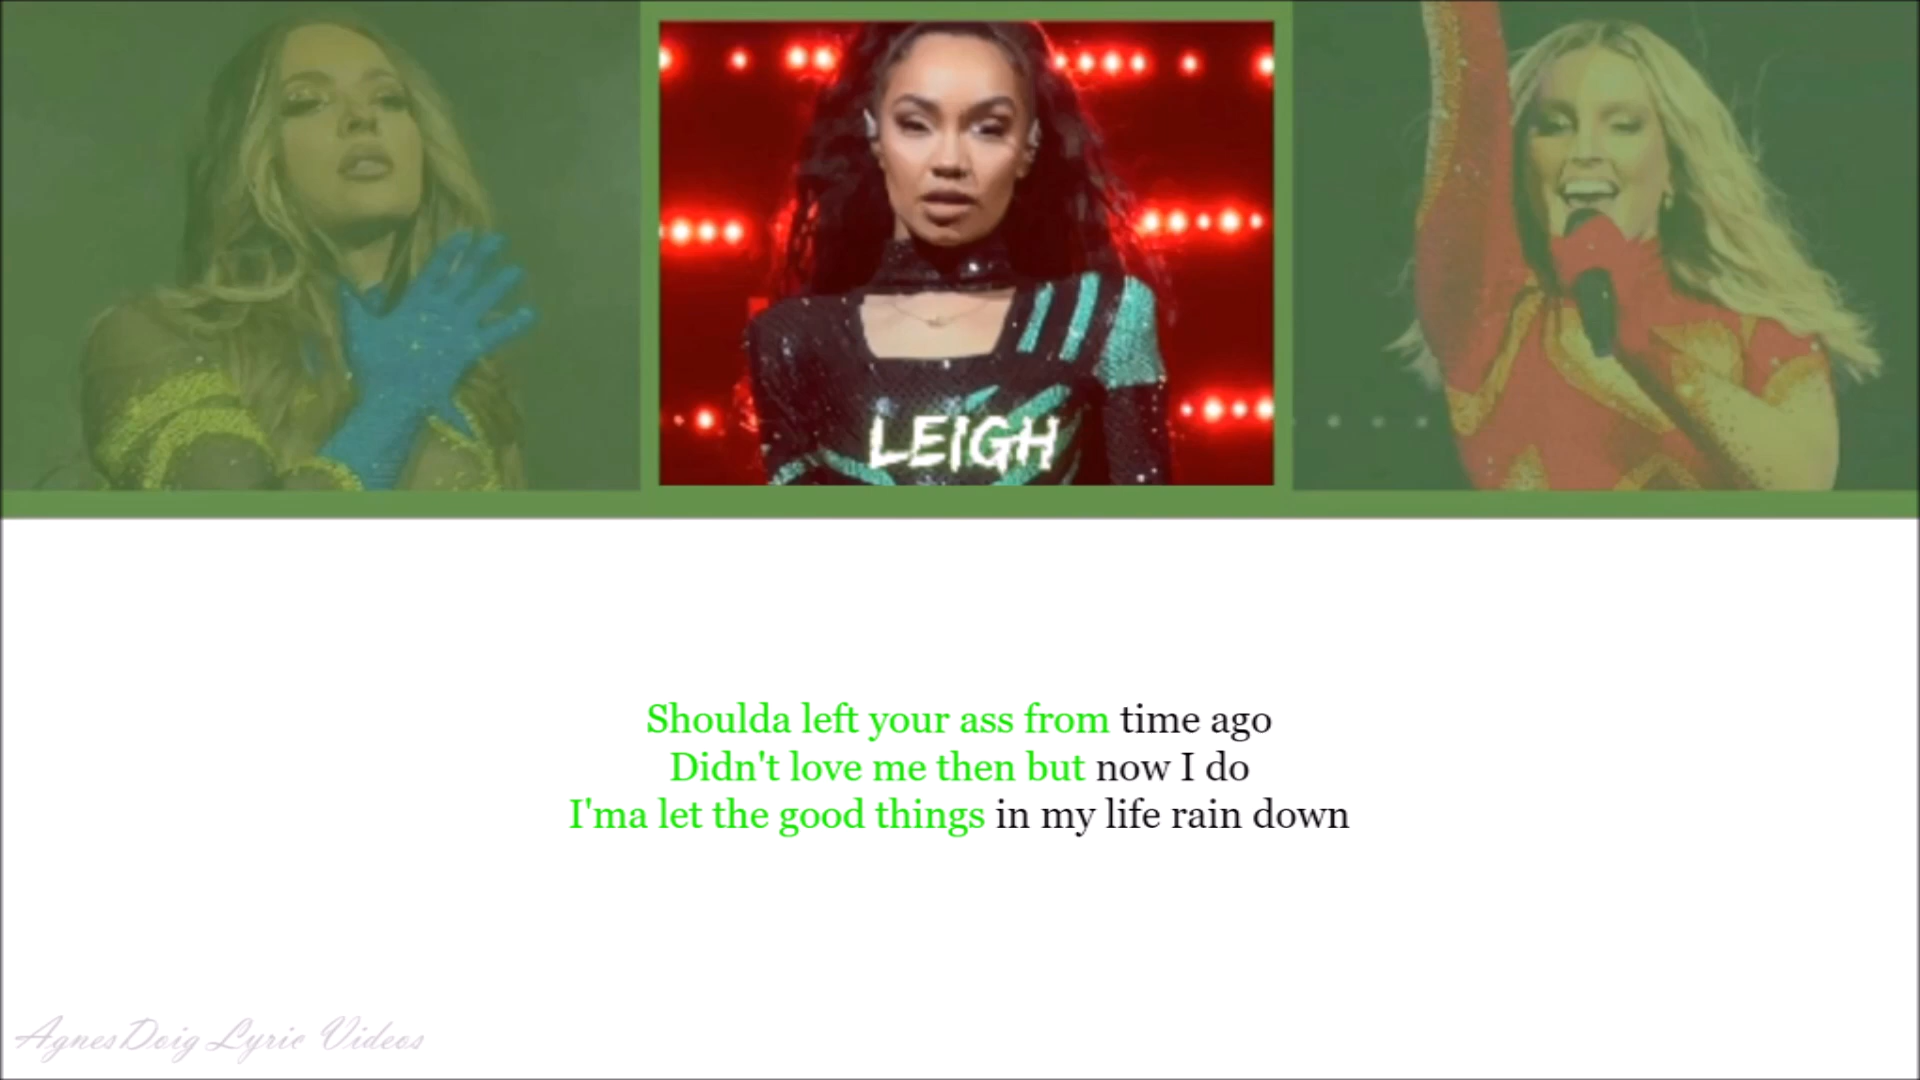 LEIGH
Shoulda left your ass from time ago
Didn't love me then but now I do
I'ma let the good things in my life rain down
AgnesDoig Lyric Videos